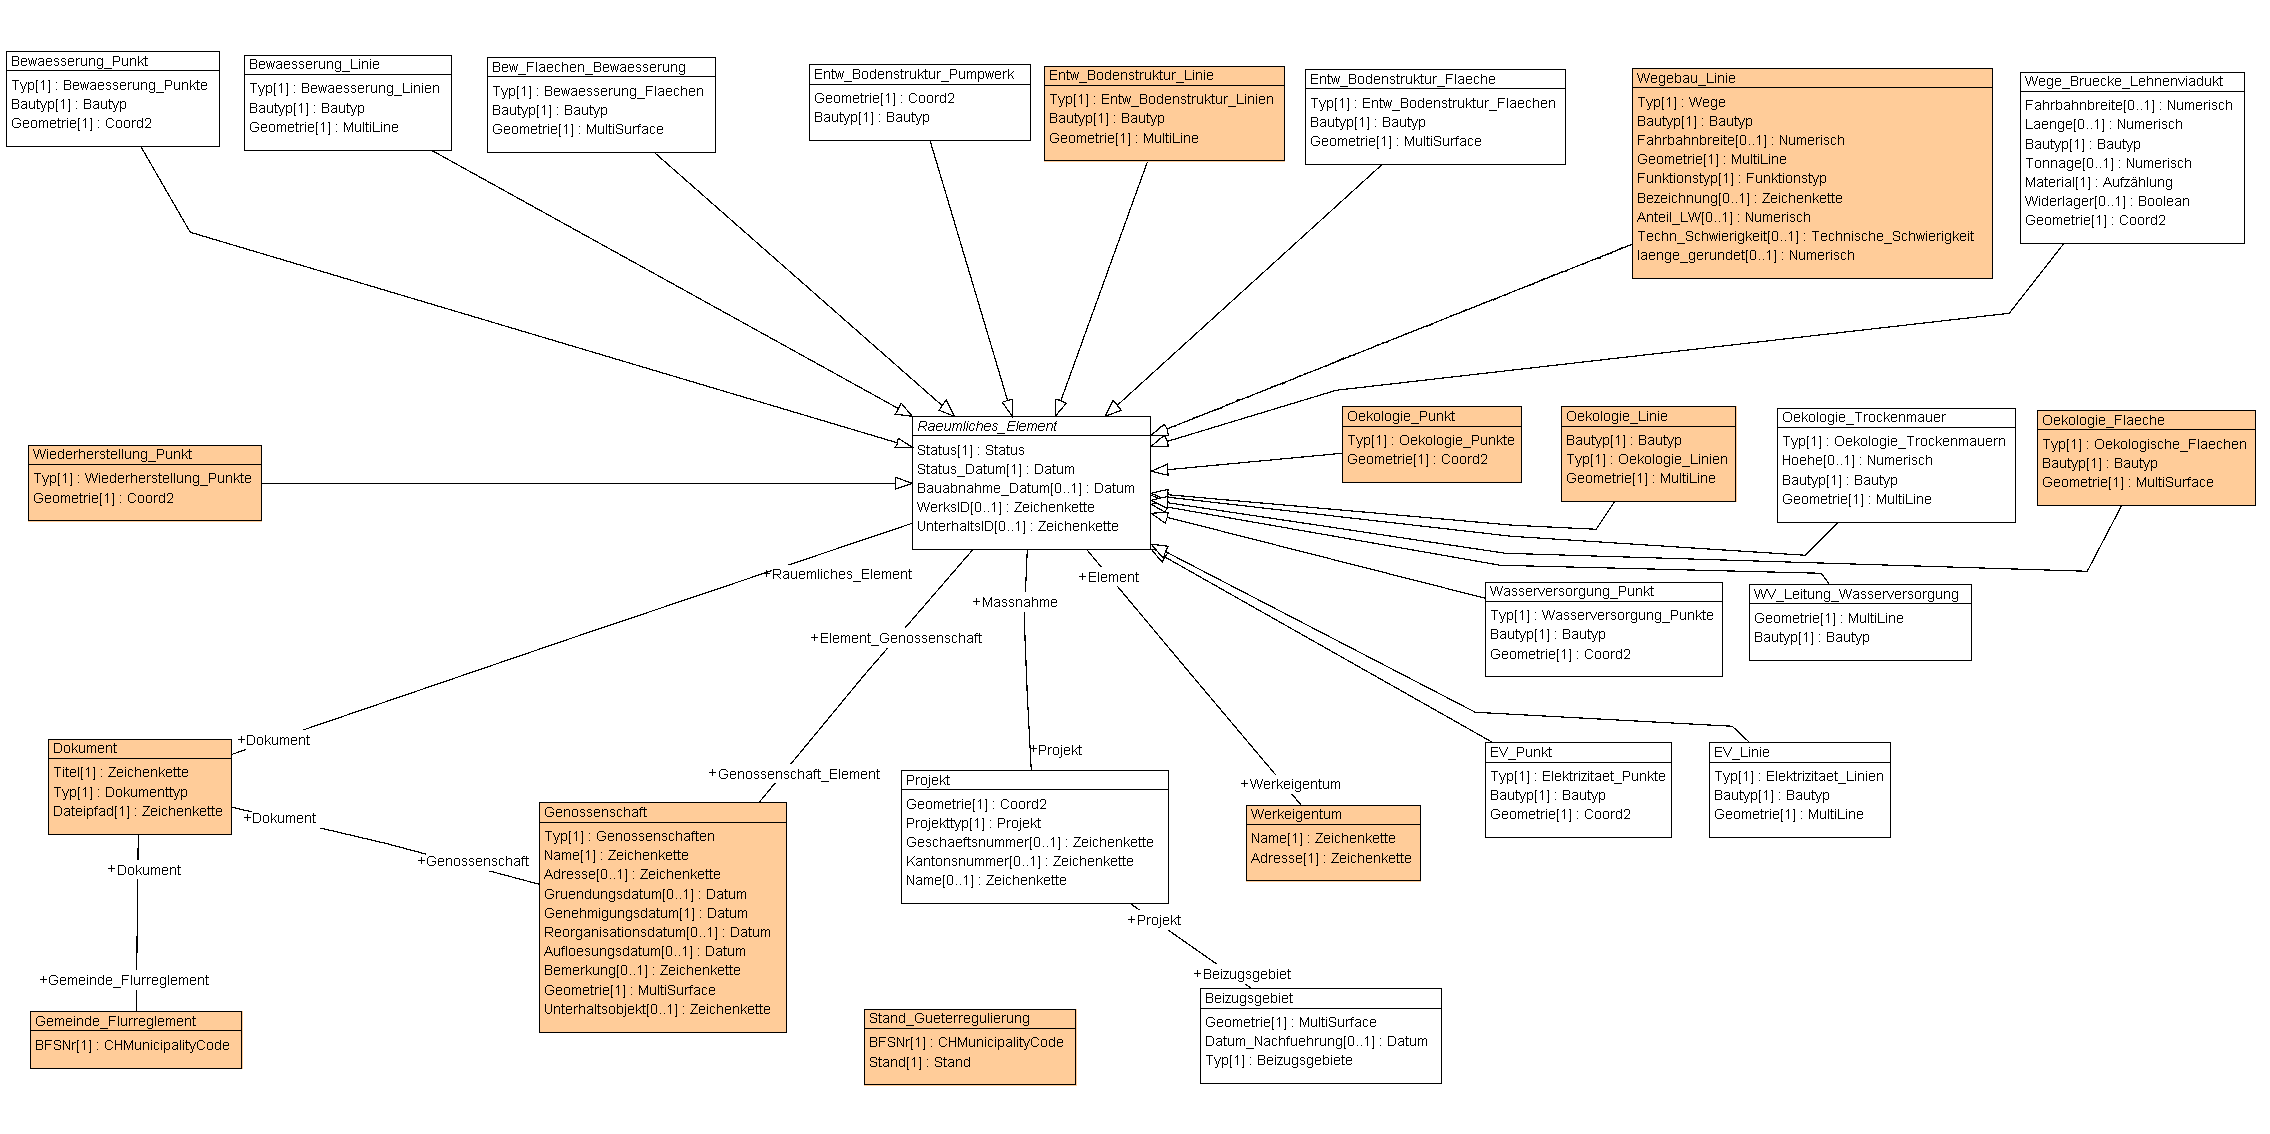 Bewaesserung_Punkt
Typ[1] : Bewaesserung_Punkte
Bautyp[1] : Bautyp
Geometrie[1] : Coord2
Bewaesserung_Linie
Typ[1] : Bewaesserung_Linien
Bautyp[1] : Bautyp
Geometrie[1] : MultiLine
Bew_Flaechen_Bewaesserung
Typ[1] : Bewaesserung_Flaechen
Bautyp[1] : Bautyp
Geometrie[1] : MultiSurface
Entw_Bodenstruktur_Pumpwerk
Geometrie[1] : Coord2
Bautyp[1] : Bautyp
Entw_Bodenstruktur_Linie
Typ[1] : Entw_Bodenstruktur_Linien
Bautyp[1] : Bautyp
Geometrie[1] : MultiLine
Entw_Bodenstruktur_Flaeche
Typ[1] : Entw_Bodenstruktur_Flaechen
Bautyp[1] : Bautyp
Geometrie[1] : MultiSurface
Wegebau_Linie
Typ[1] : Wege
Bautyp[1] : Bautyp
Fahrbahnbreite[0..1] : Numerisch
Geometrie[1] : MultiLine
Funktionstyp[1] : Funktionstyp
Bezeichnung[0..1] : Zeichenkette
Anteil_LW[0..1] : Numerisch
Techn_Schwierigkeit[0..1] : Technische_Schwierigkeit
laenge_gerundet[0..1] : Numerisch
Wege_Bruecke_Lehnenviadukt
Fahrbahnbreite[0..1] : Numerisch
Laenge[0..1] : Numerisch
Bautyp[1] : Bautyp
Tonnage[0..1] : Numerisch
Material[1] : Aufzählung
Widerlager[0..1] : Boolean
Geometrie[1] : Coord2
Wiederherstellung_Punkt
Typ[1] : Wiederherstellung_Punkte
Geometrie[1] : Coord2
Raeumliches_Element
Status[1] : Status
Status_Datum[1] : Datum
Bauabnahme_Datum[0..1] : Datum
WerksID[0..1] : Zeichenkette
UnterhaltsID[0..1] : Zeichenkette
Oekologie_Punkt
Typ[1] : Oekologie_Punkte
Geometrie[1] : Coord2
Oekologie_Linie
Bautyp[1] : Bautyp
Typ[1] : Oekologie_Linien
Geometrie[1] : MultiLine
Oekologie_Trockenmauer
Typ[1] : Oekologie_Trockenmauern
Hoehe[0..1] : Numerisch
Bautyp[1] : Bautyp
Geometrie[1] : MultiLine
Oekologie_Flaeche
Typ[1] : Oekologische_Flaechen
Bautyp[1] : Bautyp
Geometrie[1] : MultiSurface
+Rauemliches_Element
+Element_Genossenschaft
+Massnahme
+Element
Wasserversorgung_Punkt
Typ[1] : Wasserversorgung_Punkte
Bautyp[1] : Bautyp
Geometrie[1] : Coord2
WV_Leitung_Wasserversorgung
Geometrie[1] : MultiLine
Bautyp[1] : Bautyp
+Dokument
+Genossenschaft_Element
+Projekt
+Werkeigentum
Dokument
Titel[1] : Zeichenkette
Typ[1] : Dokumenttyp
Dateipfad[1] : Zeichenkette
+Dokument
+Genossenschaft
+Dokument
Genossenschaft
Typ[1] : Genossenschaften
Name[1] : Zeichenkette
Adresse[0..1] : Zeichenkette
Gruendungsdatum[0..1] : Datum
Genehmigungsdatum[1] : Datum
Reorganisationsdatum[0..1] : Datum
Aufloesungsdatum[0..1] : Datum
Bemerkung[0..1] : Zeichenkette
Geometrie[1] : MultiSurface
Unterhaltsobjekt[0..1] : Zeichenkette
Projekt
Geometrie[1] : Coord2
Projekttyp[1] : Projekt
Geschaeftsnummer[0..1] : Zeichenkette
Kantonsnummer[0..1] : Zeichenkette
Name[0..1] : Zeichenkette
Werkeigentum
Name[1] : Zeichenkette
Adresse[1] : Zeichenkette
EV_Punkt
Typ[1] : Elektrizitaet_Punkte
Bautyp[1] : Bautyp
Geometrie[1] : Coord2
EV_Linie
Typ[1] : Elektrizitaet_Linien
Bautyp[1] : Bautyp
Geometrie[1] : MultiLine
+Projekt
+Beizugsgebiet
+Gemeinde_Flurreglement
Gemeinde_Flurreglement
BFSNr[1] : CHMunicipalityCode
Stand_Gueterregulierung
BFSNr[1] : CHMunicipalityCode
Stand[1] : Stand
Beizugsgebiet
Geometrie[1] : MultiSurface
Datum_Nachfuehrung[0..1] : Datum
Typ[1] : Beizugsgebiete